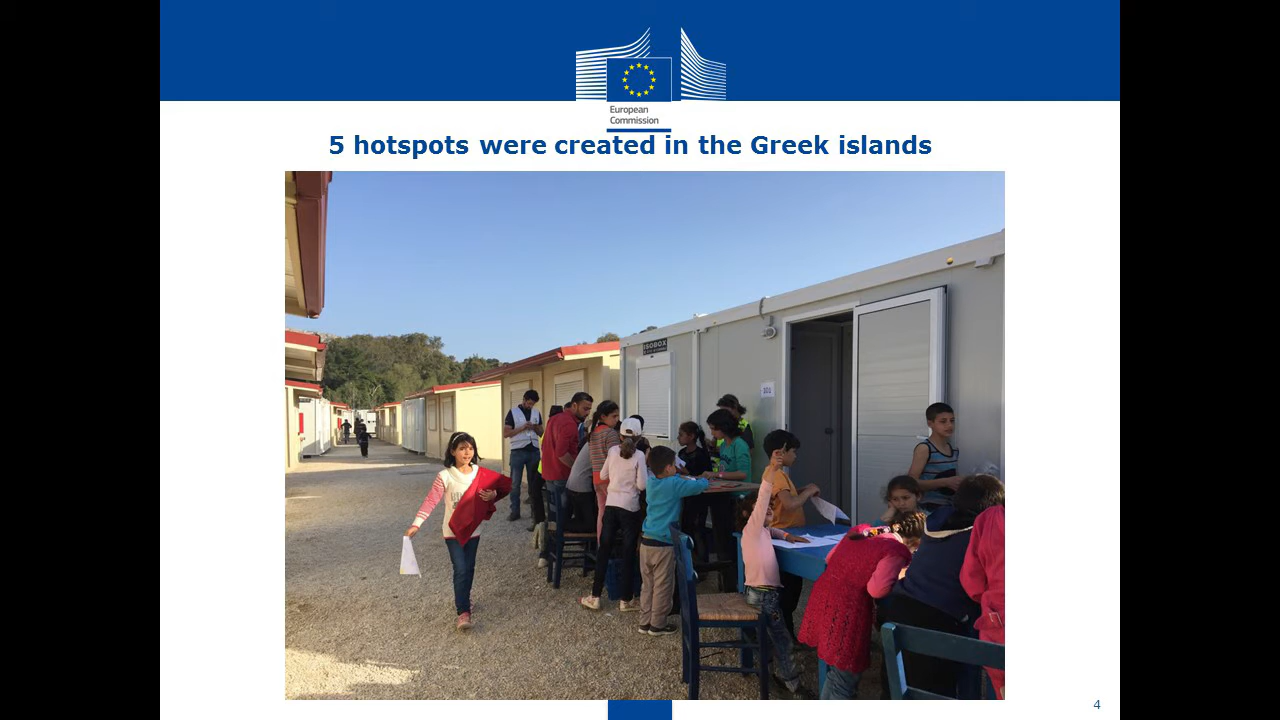 European
Commission
5 hotspots were created in the Greek islands
ISOBOX
4